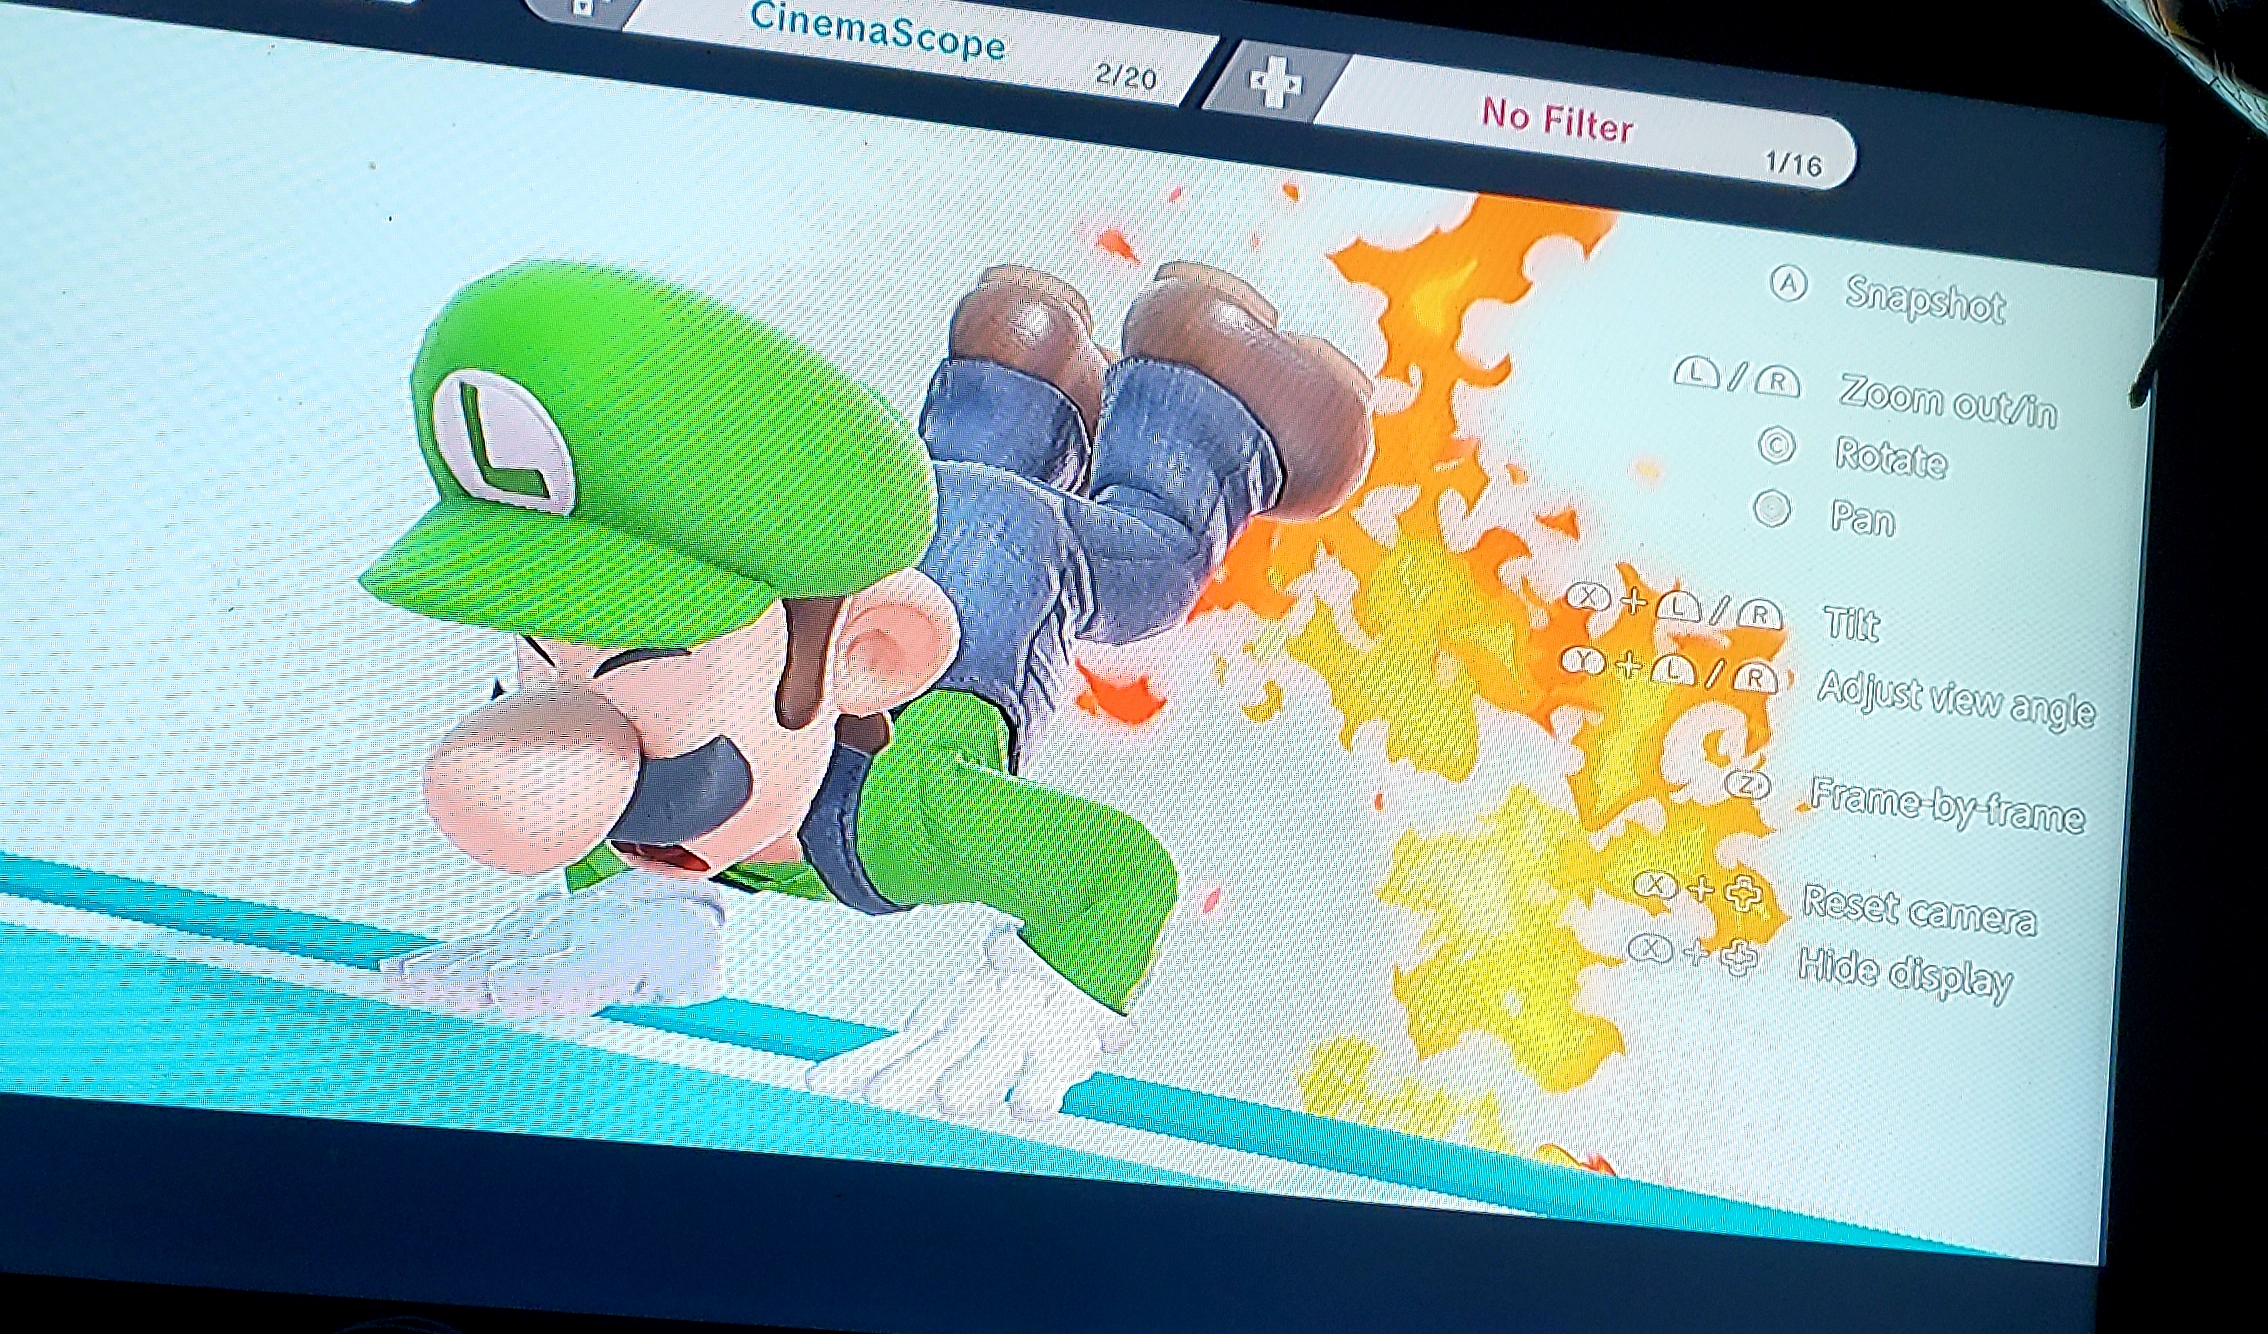 CinemaScope
2/20
No Filter
1/16
L
A Snapshot
L / R Zoom out/in
C Rotate
Pan
X + L / R Tilt
Y + L / R Adjust view angle
Z Frame-by-frame
X + Reset camera
X + Hide display